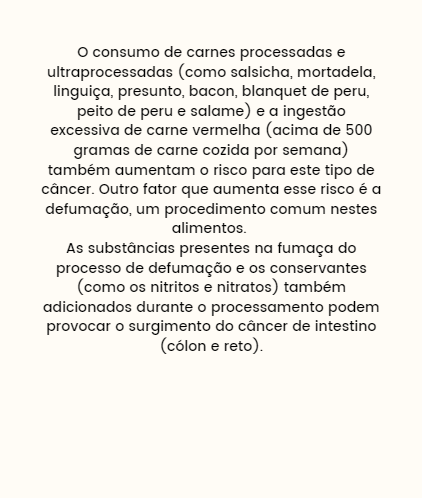 O consumo de carnes processadas e
ultraprocessadas (como salsicha, mortadela,
linguiça, presunto, bacon, blanquet de peru,
peito de peru e salame) e a ingestão
excessiva de carne vermelha (acima de 500
gramas de carne cozida por semana)
também aumentam o risco para este tipo de
câncer. Outro fator que aumenta esse risco é a
defumação, um procedimento comum nestes
alimentos.
As substâncias presentes na fumaça do
processo de defumação e os conservantes
(como os nitritos e nitratos) também
adicionados durante o processamento podem
provocar o surgimento do câncer de intestino
(cólon e reto).